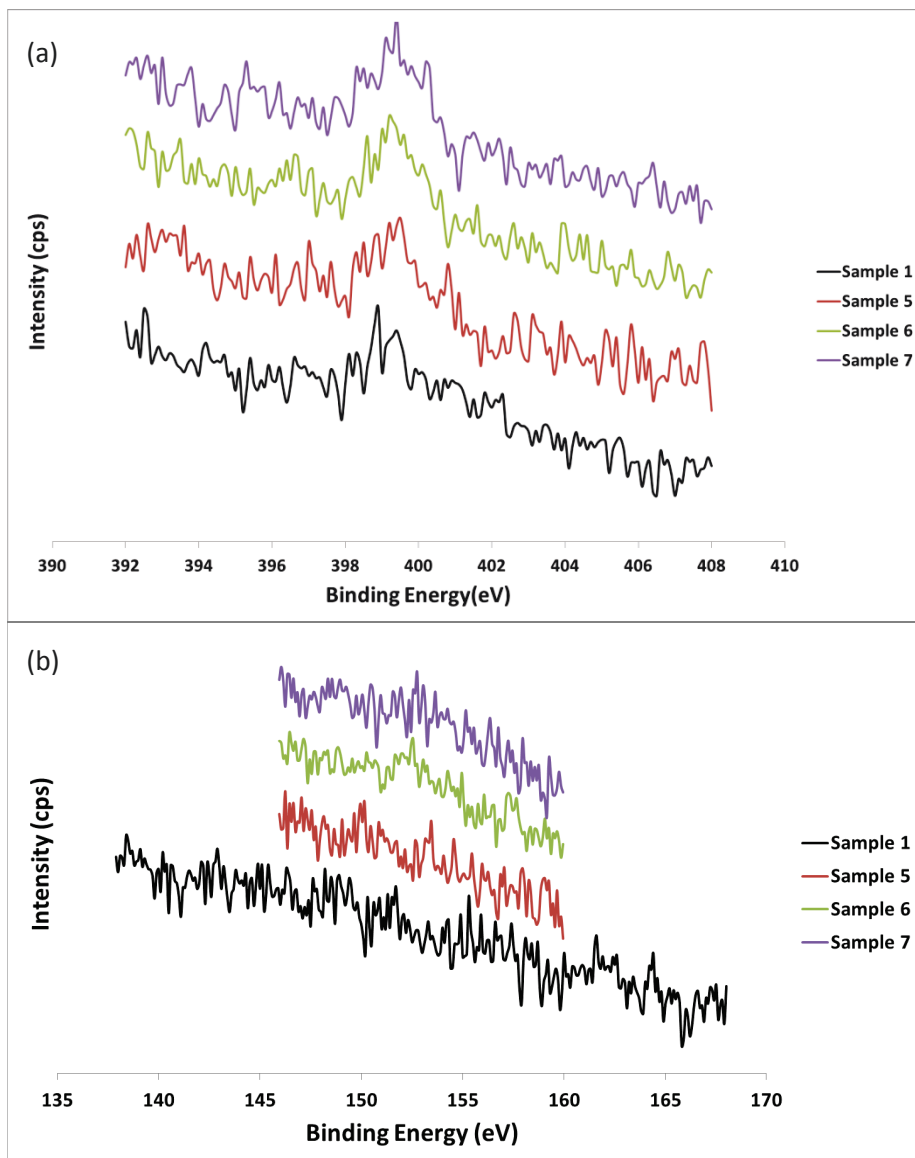 (a)
Intensity (cps)
Sample 1
Sample 5
Sample 6
Sample 7
390 392 394 396 398 400 402 404 406 408 410
Binding Energy(eV)
(b)
Intensity (cps)
Sample 1
Sample 5
Sample 6
Sample 7
135 140 145 150 155 160 165 170
Binding Energy (eV)